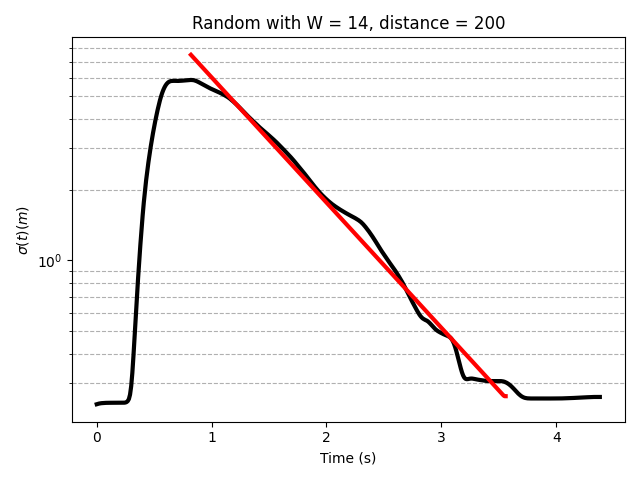 Random with W = 14, distance = 200
σ(t)(m)
10⁰
0 1 2 3 4
Time (s)